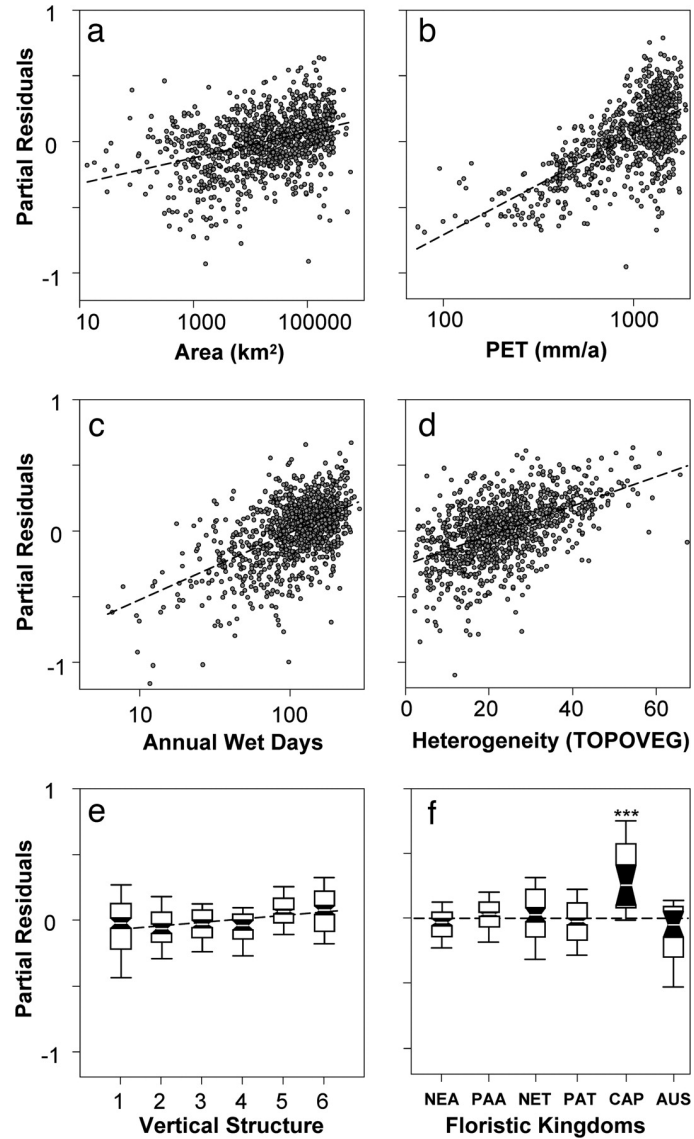 1
a
b
Partial Residuals
0
-1
10 1000 100000
100 1000
Area (km²)
PET (mm/a)
1
c
d
Partial Residuals
0
-1
10 100
0 20 40 60
Annual Wet Days
Heterogeneity (TOPOVEG)
1
e
f
***
Partial Residuals
0
-1
1 2 3 4 5 6
NEA PAA NET PAT CAP AUS
Vertical Structure
Floristic Kingdoms